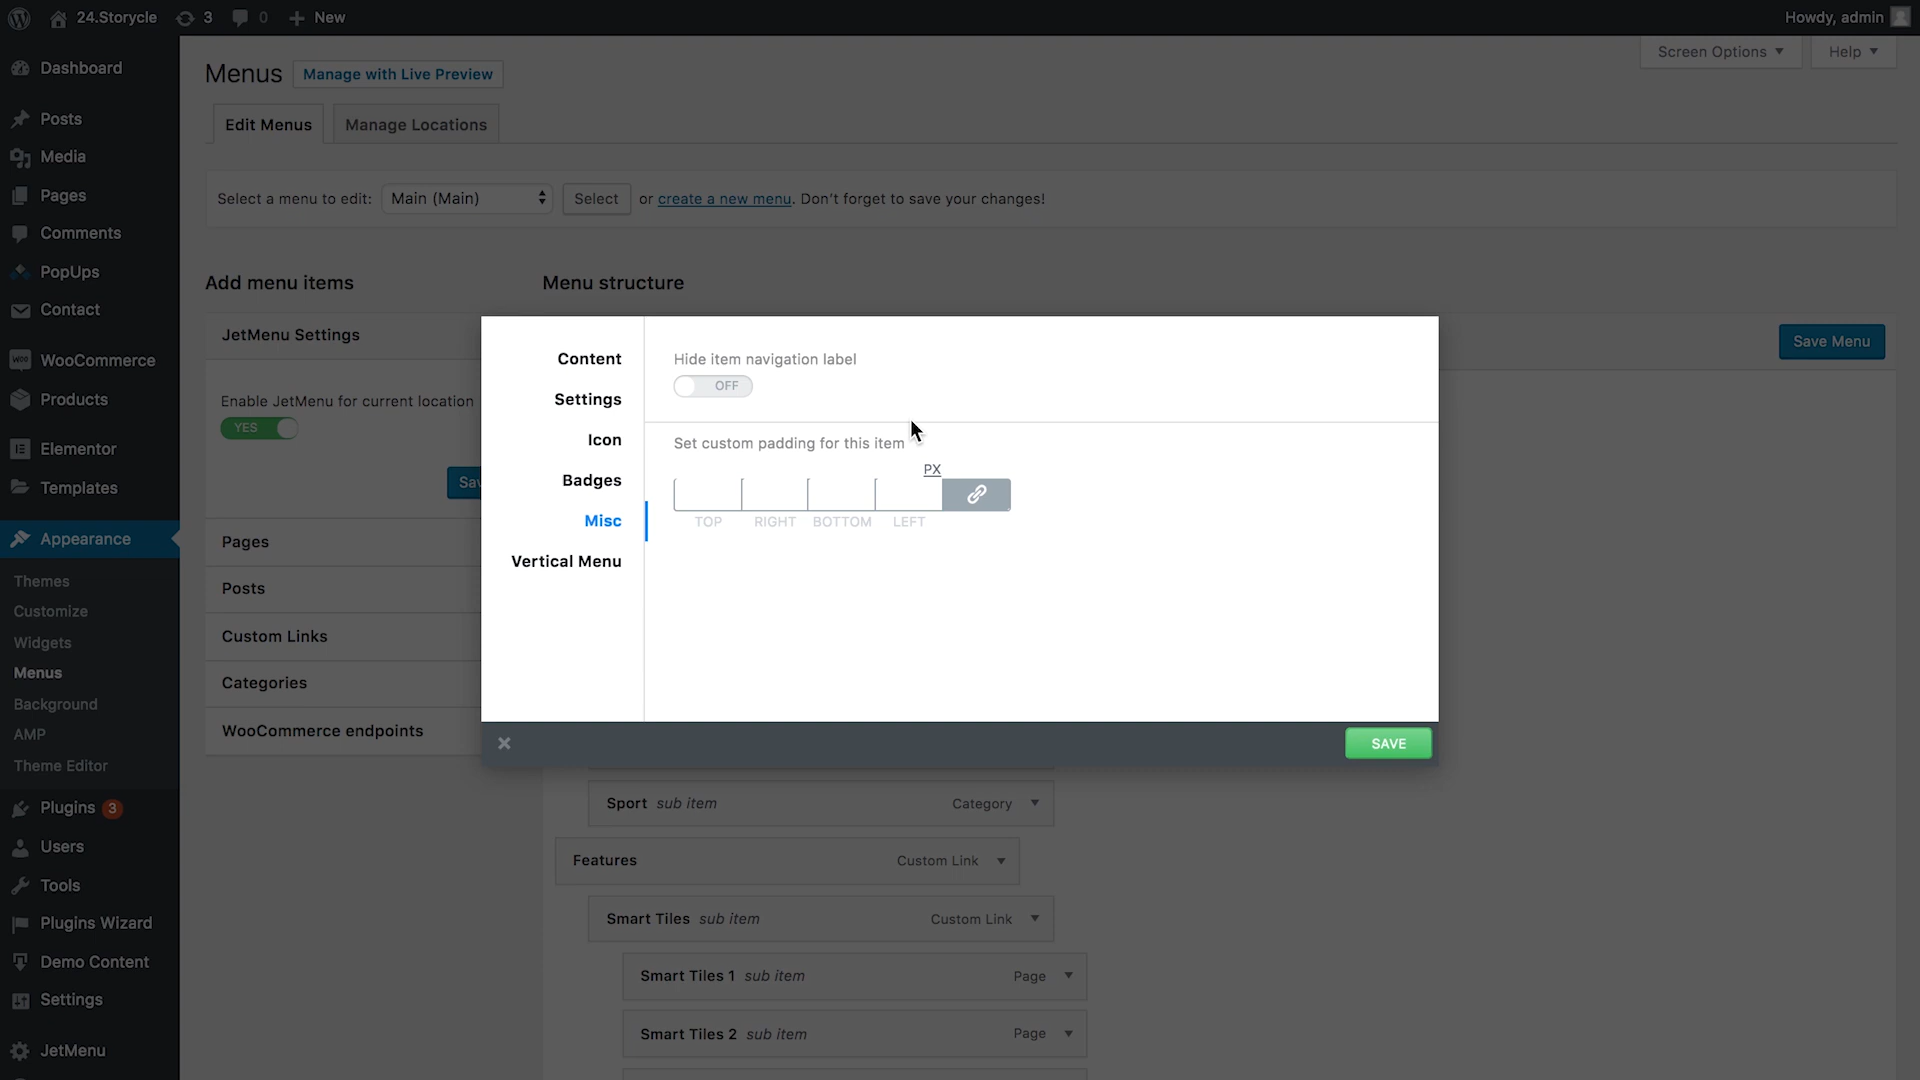 24.Storycle 3 0 New Howdy, admin
Screen Options Help
Dashboard
Posts
Media
Pages
Comments
PopUps
Contact
WooCommerce
Products
Elementor
Templates
Appearance
Themes
Customize
Widgets
Menus
Background
AMP
Theme Editor
Plugins 3
Users
Tools
Plugins Wizard
Demo Content
Settings
JetMenu
Menus Manage with Live Preview
Edit Menus Manage Locations
Select a menu to edit: Main (Main) Select or create a new menu. Don't forget to save your changes!
Add menu items
JetMenu Settings
Enable JetMenu for current location
YES
Sav
Pages
Posts
Custom Links
Categories
WooCommerce endpoints
Menu structure
Save Menu
Content
Settings
Icon
Badges
Misc
Vertical Menu
Hide item navigation label
OFF
Set custom padding for this item
PX
TOP RIGHT BOTTOM LEFT
SAVE
Sport sub item Category
Features Custom Link
Smart Tiles sub item Custom Link
Smart Tiles 1 sub item Page
Smart Tiles 2 sub item Page